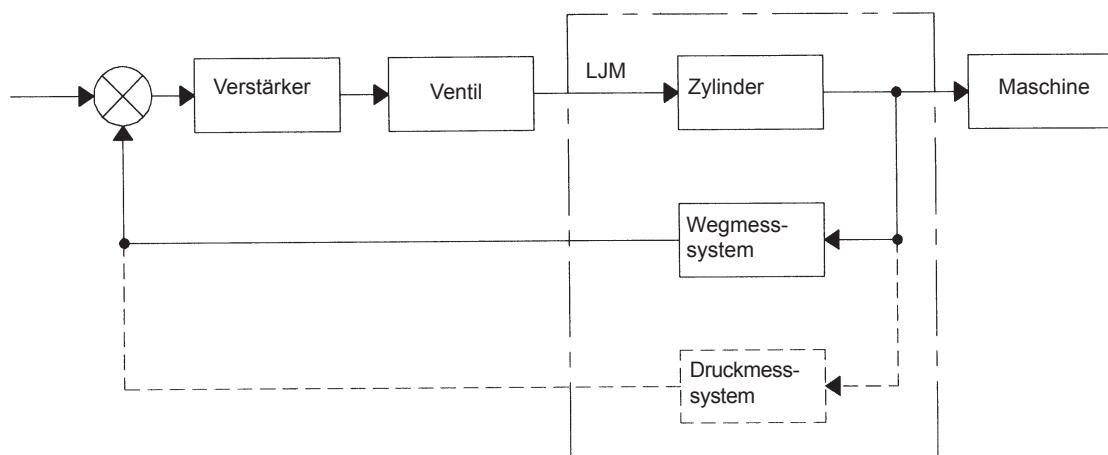 Verstärker
Ventil
LJM
Zylinder
Maschine
Wegmess-
system
Druckmess-
system